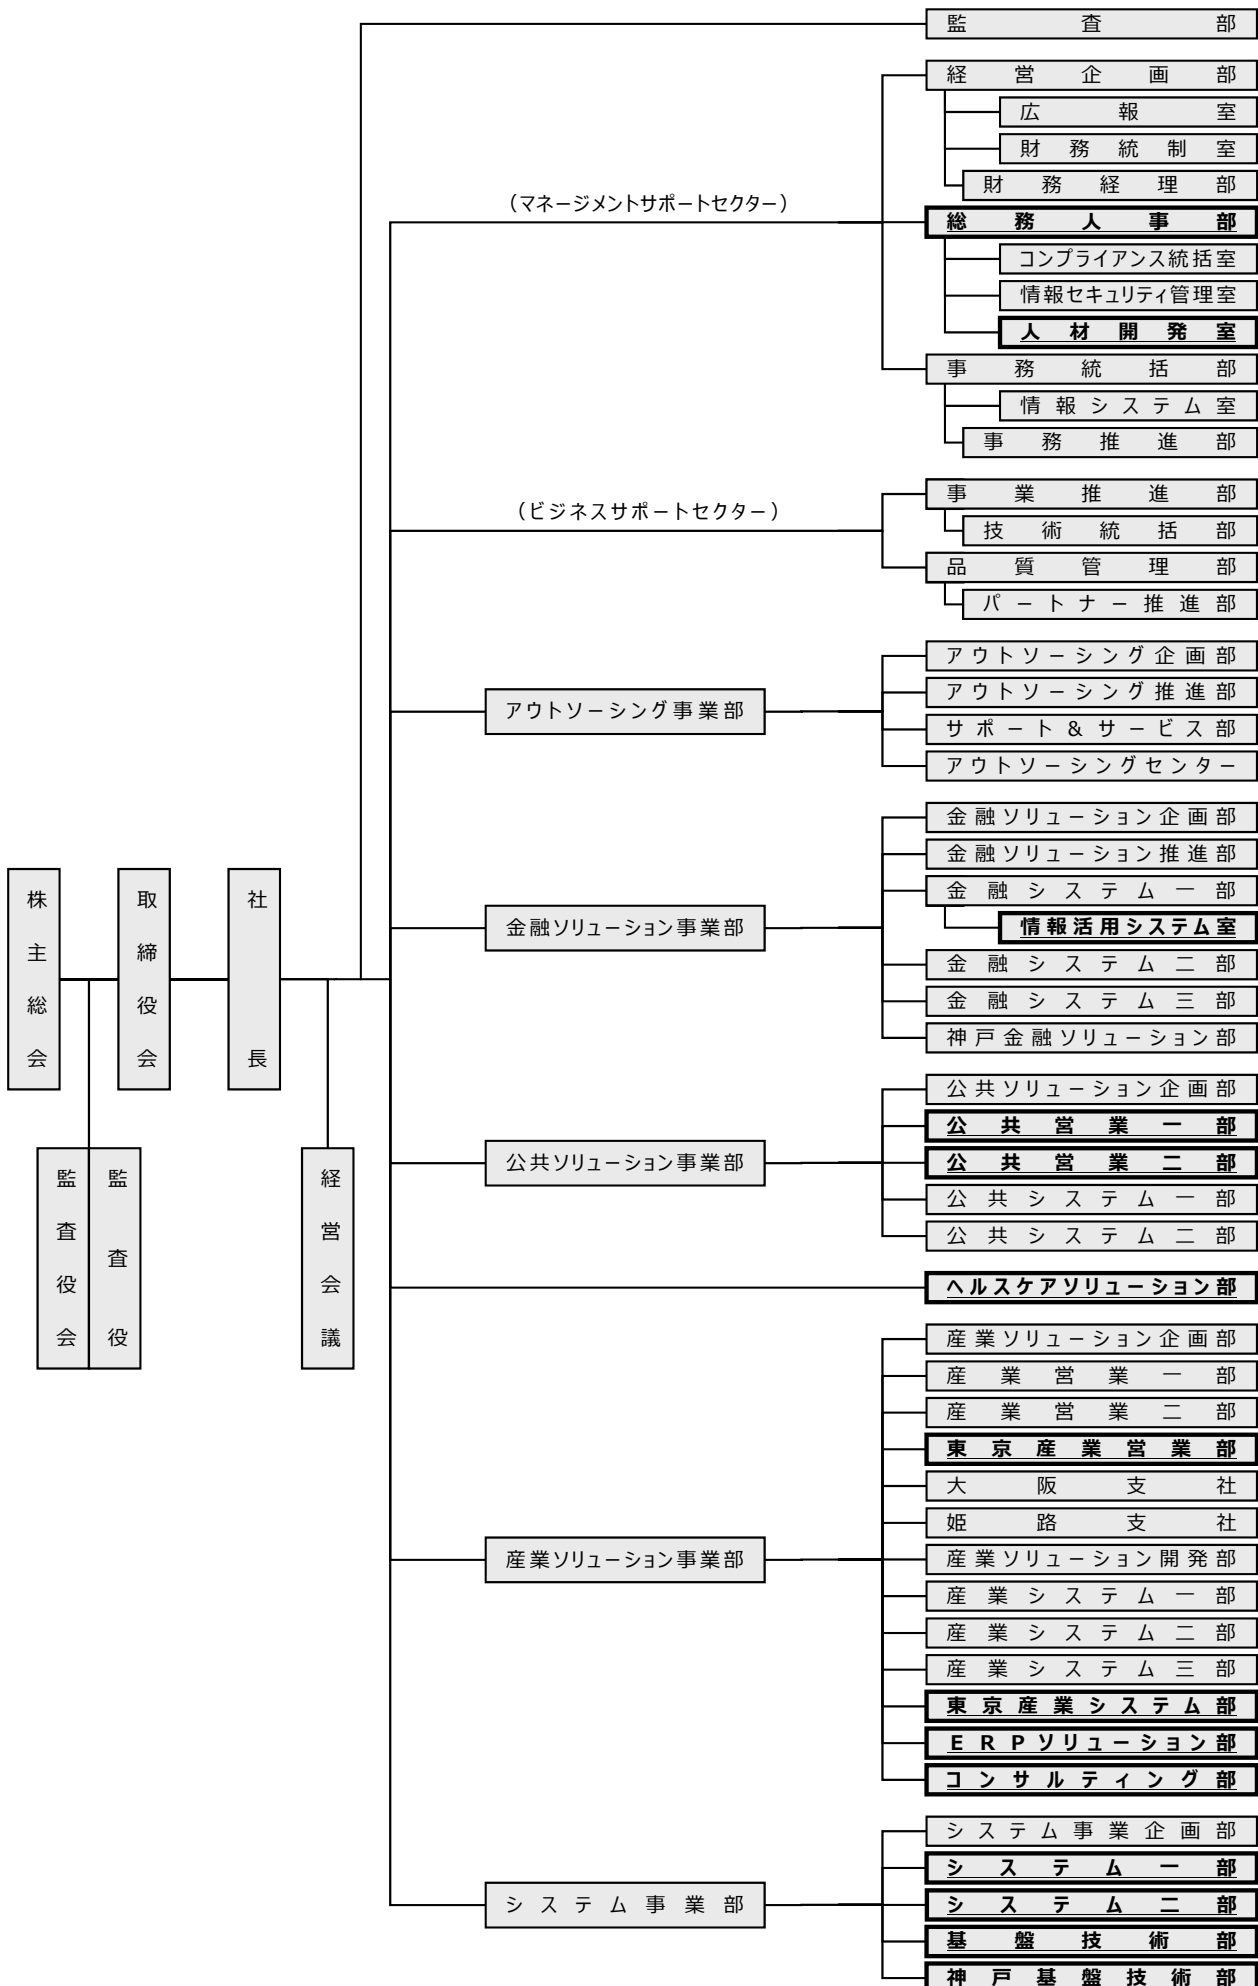 監査部
経営企画部
広報室
財務統制室
財務経理部
(マネージメントサポートセクター)
総務人事部
コンプライアンス統括室
情報セキュリティ管理室
人材開発室
事務統括部
情報システム室
事務推進部
(ビジネスサポートセクター)
事業推進部
技術統括部
品質管理部
パートナー推進部
アウトソーシング事業部
アウトソーシング企画部
アウトソーシング推進部
サポート&サービス部
アウトソーシングセンター
株主総会
取締役会
社長
監査役会
監査役
経営会議
金融ソリューション事業部
金融ソリューション企画部
金融ソリューション推進部
金融システム一部
情報活用システム室
金融システム二部
金融システム三部
神戸金融ソリューション部
公共ソリューション事業部
公共ソリューション企画部
公共営業一部
公共営業二部
公共システム一部
公共システム二部
ヘルスケアソリューション部
産業ソリューション事業部
産業ソリューション企画部
産業営業一部
産業営業二部
東京産業営業部
大阪支社
姫路支社
産業ソリューション開発部
産業システム一部
産業システム二部
産業システム三部
東京産業システム部
ERPソリューション部
コンサルティング部
システム事業部
システム事業企画部
システム一部
システム二部
基盤技術部
神戸基盤技術部